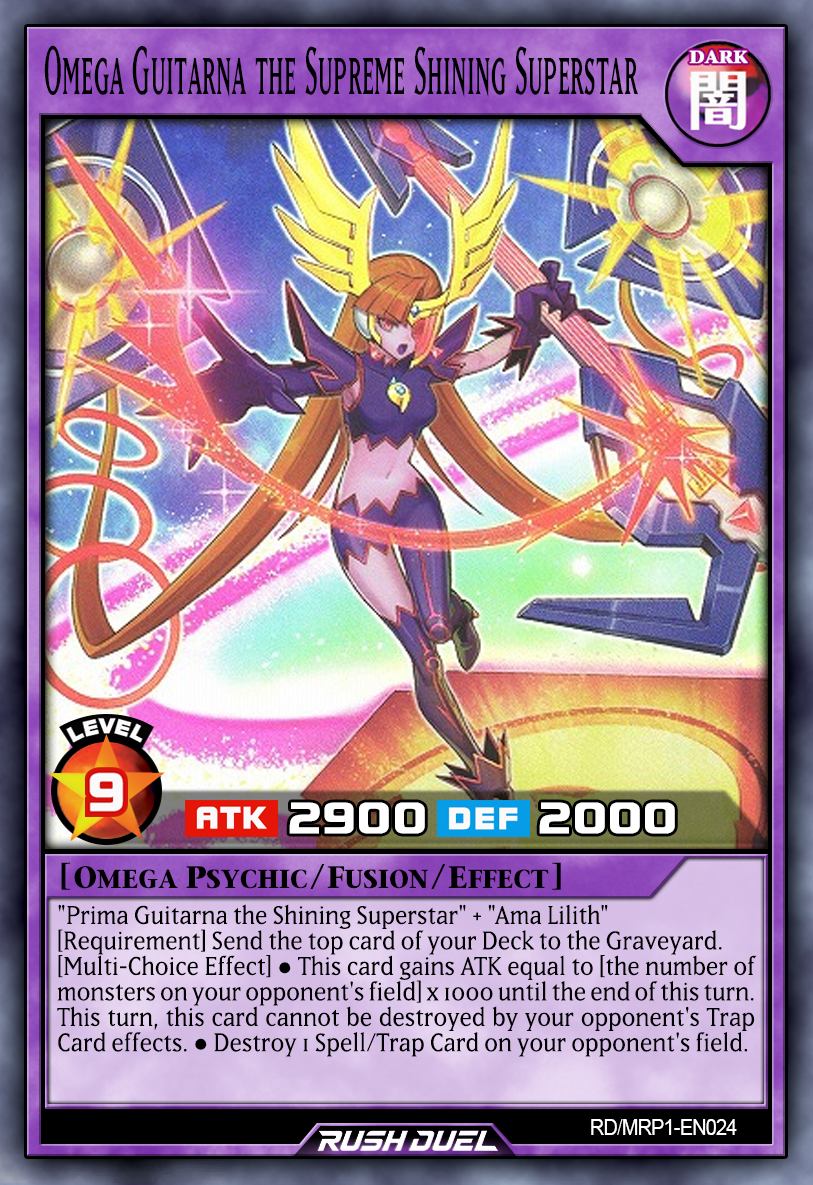 Omega Guitarna the Supreme Shining Superstar
DARK
闇
LEVEL
9
ATK 2900 DEF 2000
[Omega Psychic/Fusion/Effect]
"Prima Guitarna the Shining Superstar" + "Ama Lilith"
[Requirement] Send the top card of your Deck to the Graveyard.
[Multi-Choice Effect] ● This card gains ATK equal to [the number of
monsters on your opponent's field] x 1000 until the end of this turn.
This turn, this card cannot be destroyed by your opponent's Trap
Card effects. ● Destroy 1 Spell/Trap Card on your opponent's field.
RD/MRP1-EN024
RUSH DUEL